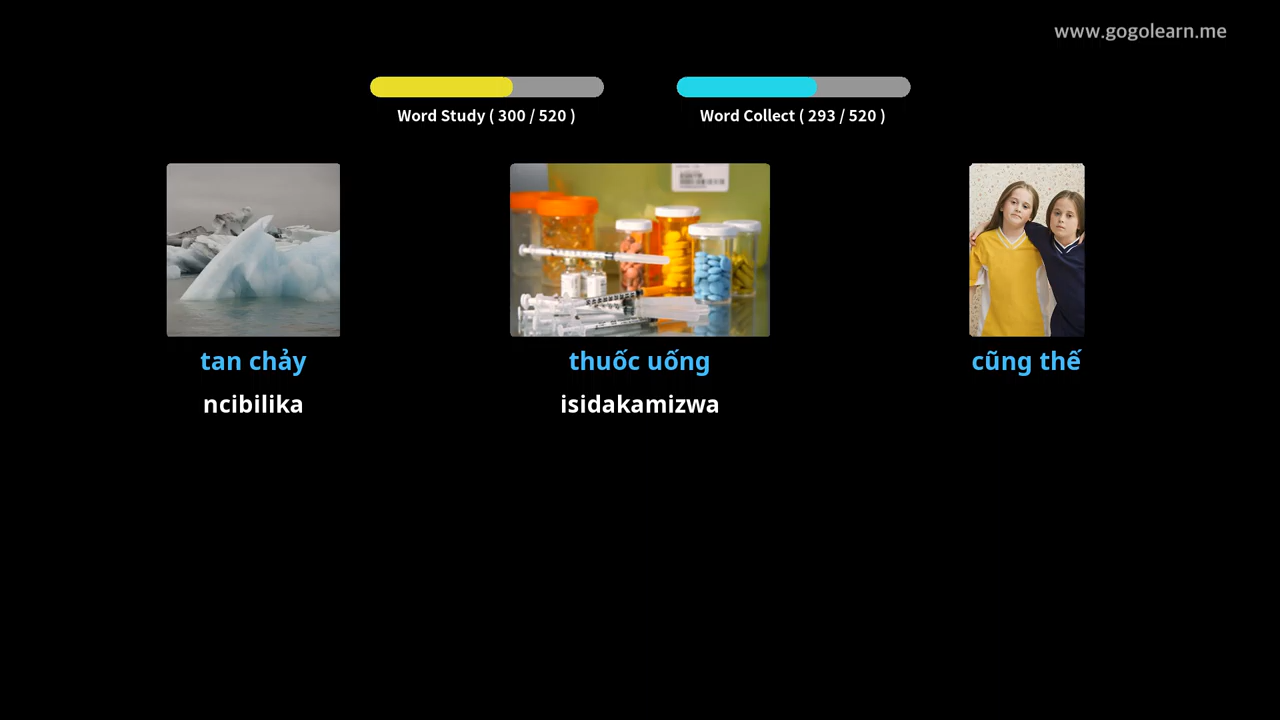 www.gogolearn.me
Word Study ( 300 / 520 )
Word Collect ( 293 / 520 )
tan chảy
thuốc uống
cũng thế
ncibilika
isidakamizwa